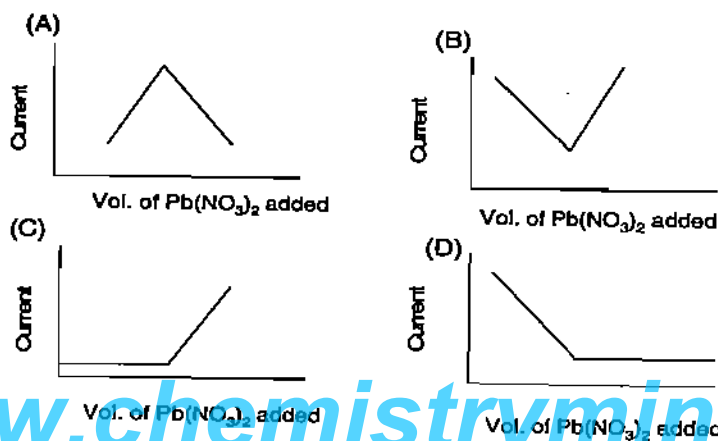 (A)
Current
Vol. of Pb(NO₃)₂ added
(B)
Current
Vol. of Pb(NO₃)₂ added
(C)
Current
Vol. of Pb(NO₃)₂ added
(D)
Current
Vol. of Pb(NO₃)₂ added
w.chemistrymin